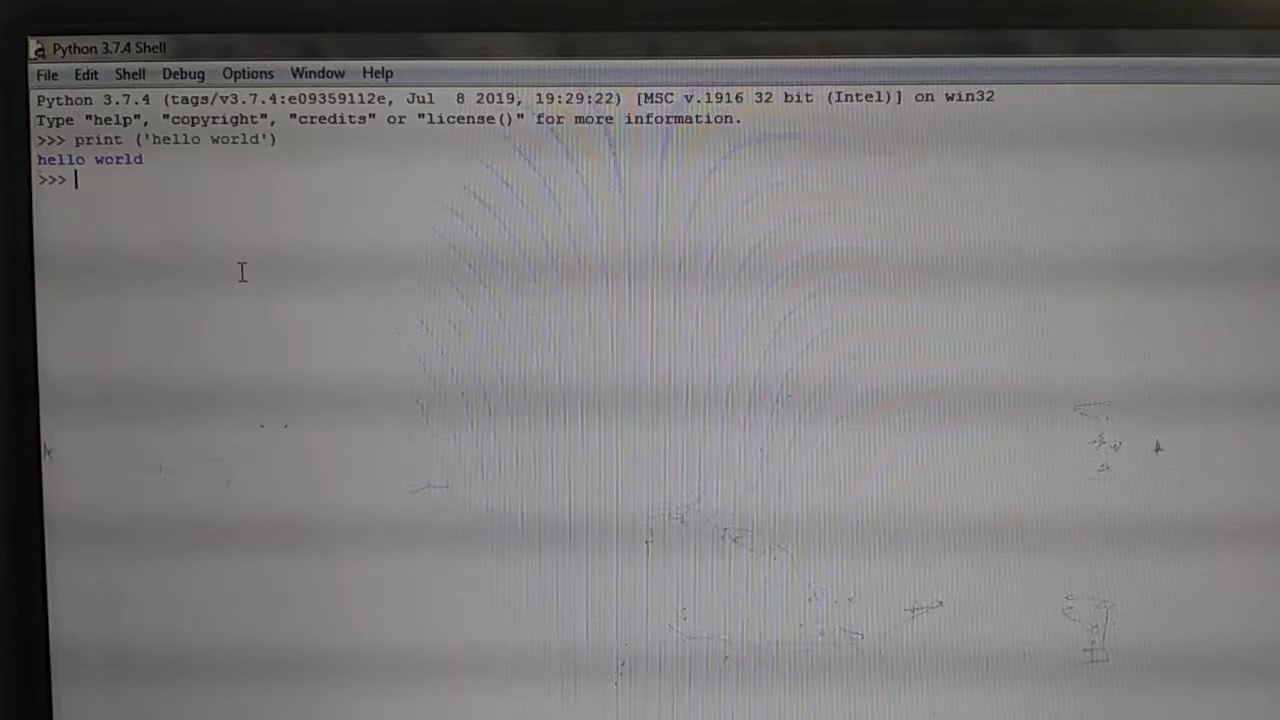 Python 3.7.4 Shell
File Edit Shell Debug Options Window Help
Python 3.7.4 (tags/v3.7.4:e09359112e, Jul  8 2019, 19:29:22) [MSC v.1916 32 bit (Intel)] on win32
Type "help", "copyright", "credits" or "license()" for more information.
>>> print ('hello world')
hello world
>>>